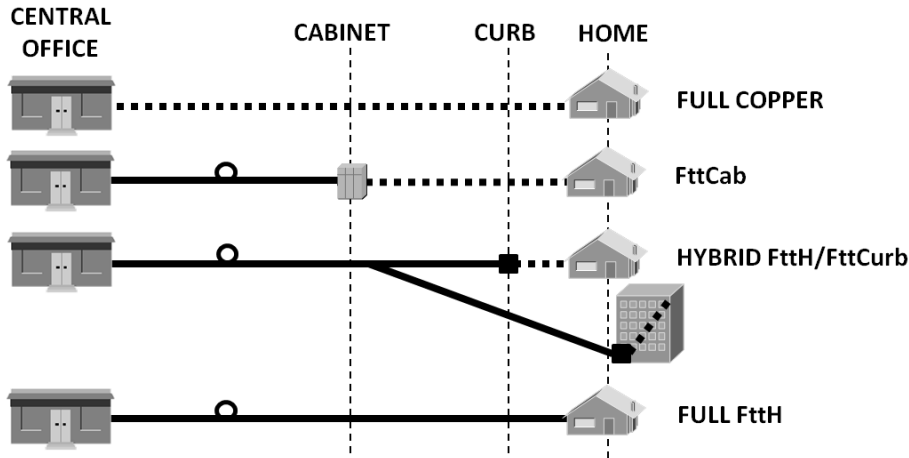 CENTRAL
OFFICE
CABINET
CURB
HOME
FULL COPPER
FttCab
HYBRID FttH/FttCurb
FULL FttH